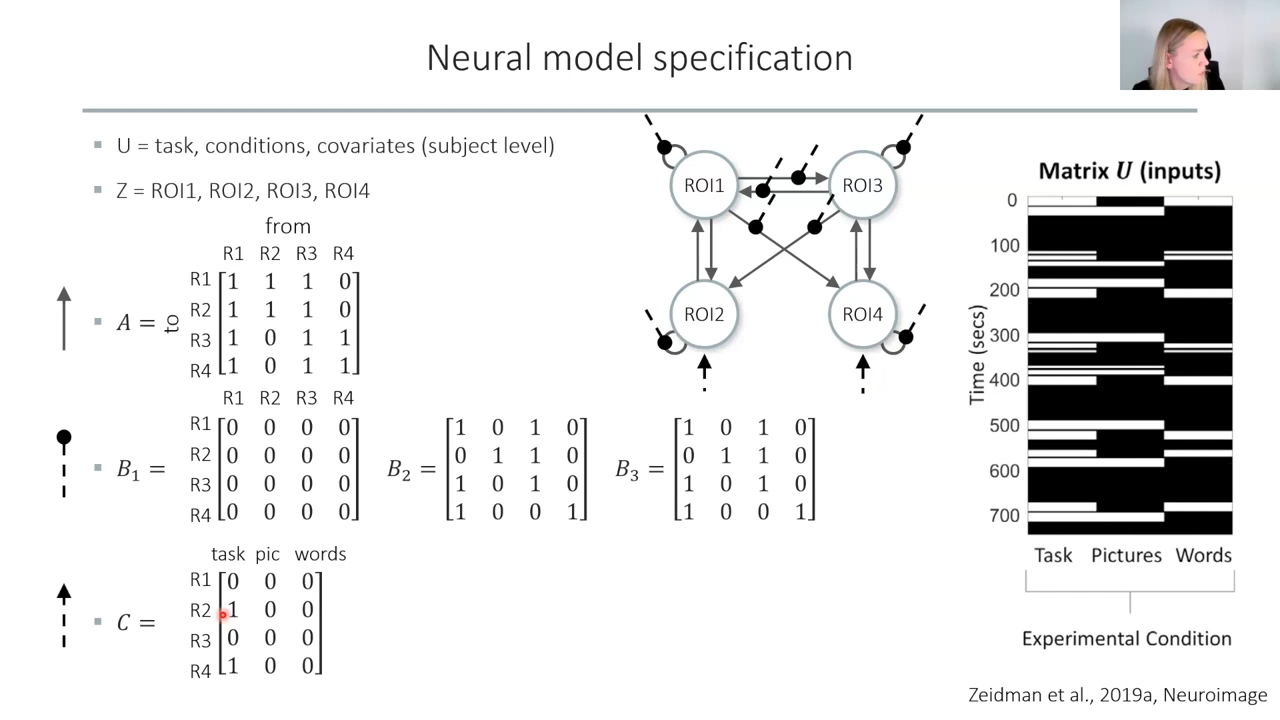 Neural model specification
▪ U = task, conditions, covariates (subject level)
▪ Z = ROI1, ROI2, ROI3, ROI4
from
R1 R2 R3 R4
R1 1 1 1 0
R2 1 1 1 0
R3 1 0 1 1
R4 1 0 1 1
▪ A = to
R1 R2 R3 R4
R1 0 0 0 0
R2 0 0 0 0
R3 0 0 0 0
R4 0 0 0 0
▪ B₁ =
B₂ =
1 0 1 0
0 1 1 0
1 0 1 0
1 0 0 1
B₃ =
1 0 1 0
0 1 1 0
1 0 1 0
1 0 0 1
task pic words
R1 0 0 0
R2 1 0 0
R3 0 0 0
R4 1 0 0
▪ C =
ROI1 ROI3
ROI2 ROI4
Matrix U (inputs)
0
100
200
300
400
500
600
700
Time (secs)
Task Pictures Words
Experimental Condition
Zeidman et al., 2019a, Neuroimage